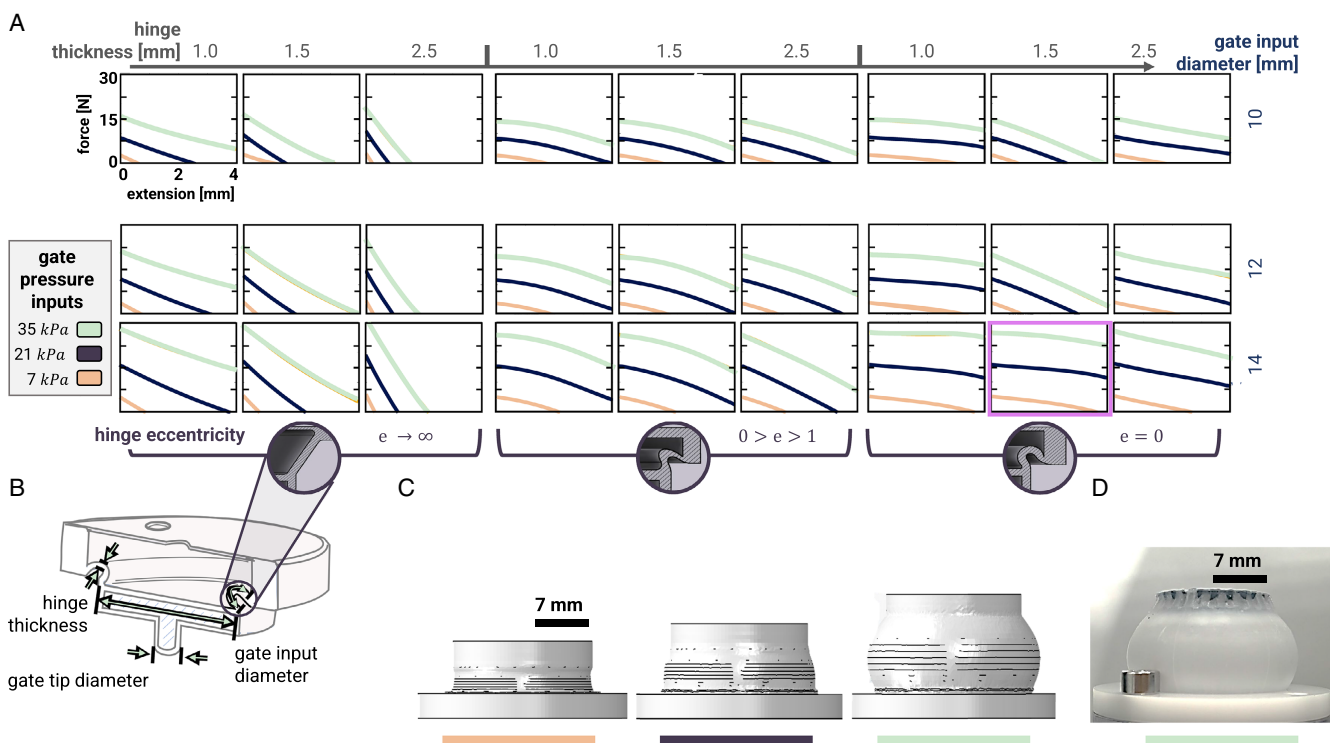 A
hinge
thickness [mm] 1.0 1.5 2.5 1.0 1.5 2.5 1.0 1.5 2.5
gate input
diameter [mm]
30
15
0
force [N]
0 2 4
extension [mm]
10
12
14
gate
pressure
inputs
35 kPa
21 kPa
7 kPa
hinge eccentricity e → ∞ 0 > e > 1 e = 0
B
C
D
hinge
thickness
gate tip diameter
gate input
diameter
7 mm
7 mm